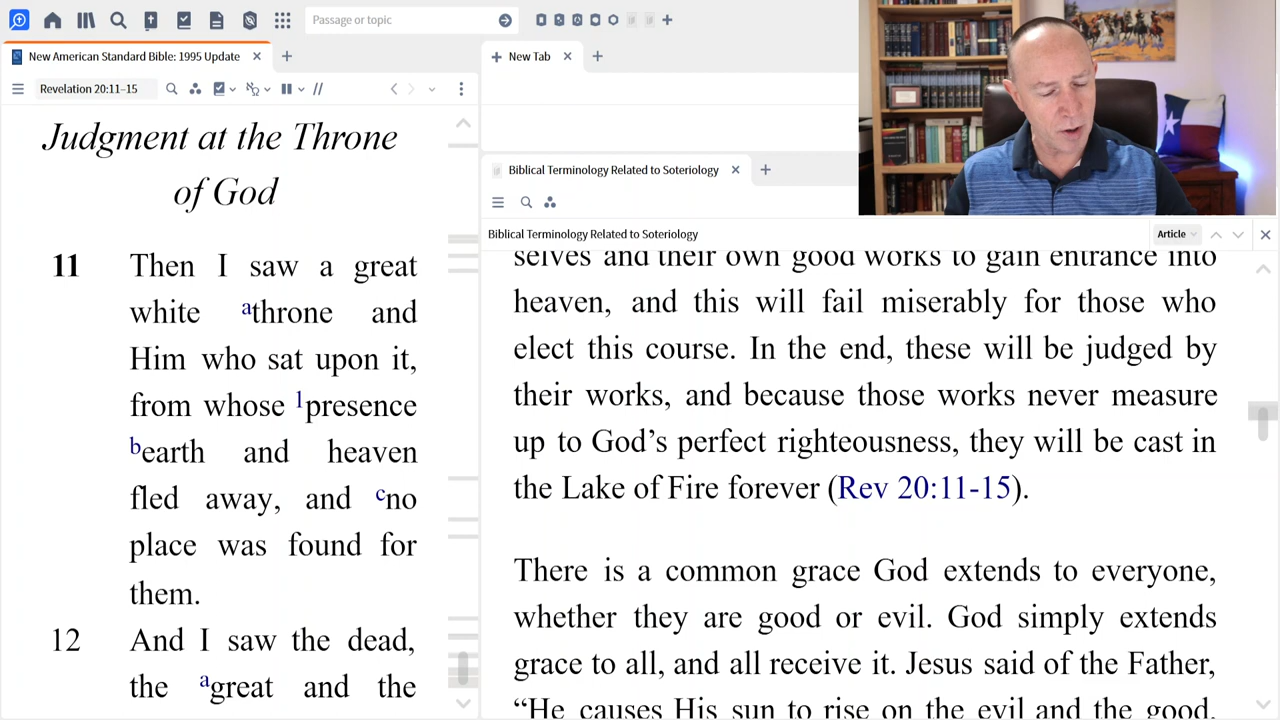 Passage or topic
New American Standard Bible: 1995 Update
New Tab
Revelation 20:11–15
Judgment at the Throne
of God
11 Then I saw a great
white ᵃthrone and
Him who sat upon it,
from whose ¹presence
ᵇearth and heaven
fled away, and ᶜno
place was found for
them.
12 And I saw the dead,
the ᵃgreat and the
Biblical Terminology Related to Soteriology
Biblical Terminology Related to Soteriology
Article
selves and their own good works to gain entrance into
heaven, and this will fail miserably for those who
elect this course. In the end, these will be judged by
their works, and because those works never measure
up to God’s perfect righteousness, they will be cast in
the Lake of Fire forever (Rev 20:11-15).
There is a common grace God extends to everyone,
whether they are good or evil. God simply extends
grace to all, and all receive it. Jesus said of the Father,
“He causes His sun to rise on the evil and the good,